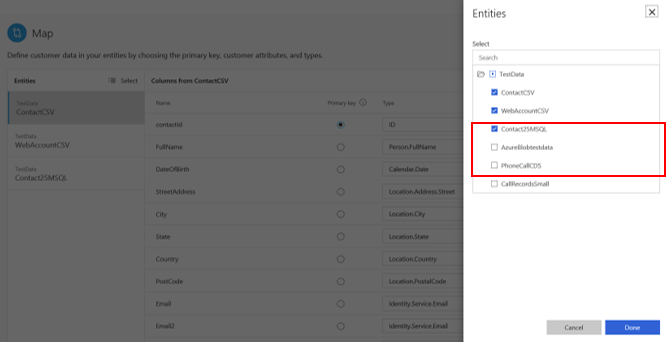 Map
Define customer data in your entities by choosing the primary key, customer attributes, and types.
Entities Select
TestData
ContactCSV
TestData
WebAccountCSV
TestData
Contact25MSQL
Columns from ContactCSV
Name Primary key Type
contactid ID
FullName Person.FullName
DateOfBirth Calendar.Date
StreetAddress Location.Address.Street
City Location.City
State Location.State
Country Location.Country
PostCode Location.PostalCode
Email Identity.Service.Email
Email2 Identity.Service.Email
Entities
Select
Search
TestData
ContactCSV
WebAccountCSV
Contact25MSQL
AzureBlobtestdata
PhoneCallCDS
CallRecordsSmall
Cancel Done